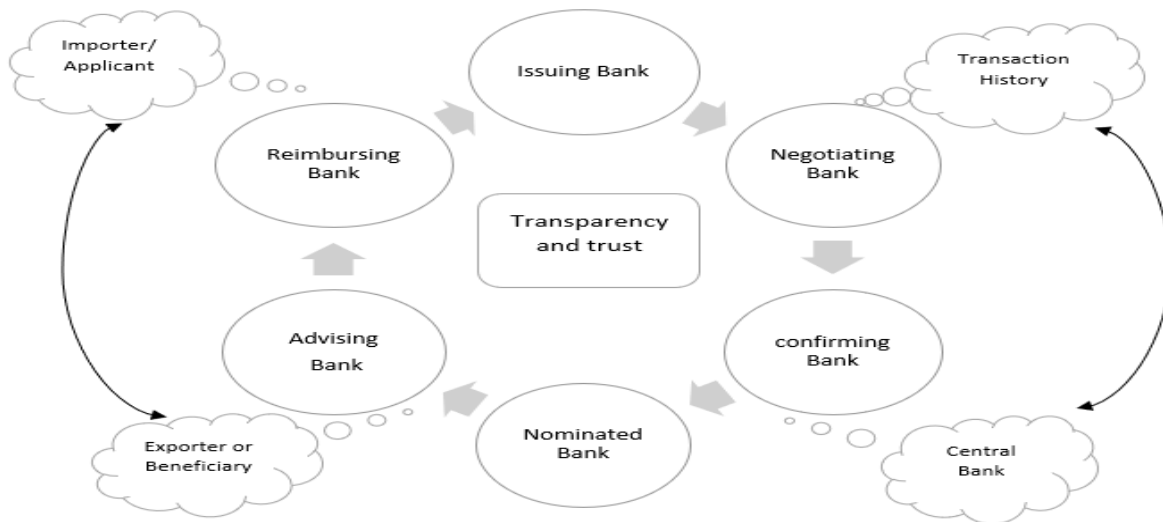 Importer/
Applicant
Issuing Bank
Transaction
History
Reimbursing
Bank
Negotiating
Bank
Transparency
and trust
Advising
Bank
confirming
Bank
Exporter or
Beneficiary
Nominated
Bank
Central
Bank